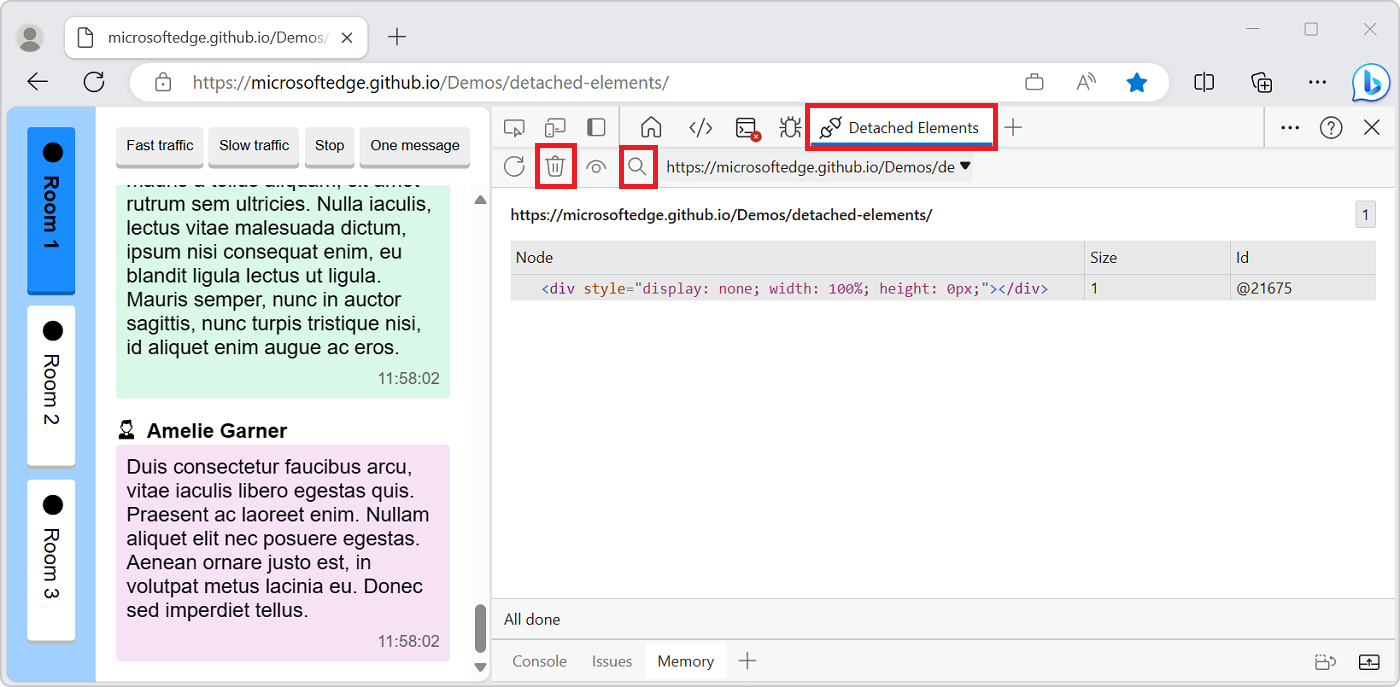 microsoftedge.github.io/Demos/
https://microsoftedge.github.io/Demos/detached-elements/
Room 1
Room 2
Room 3
Fast traffic
Slow traffic
Stop
One message
rutrum sem ultricies. Nulla iaculis,
lectus vitae malesuada dictum,
ipsum nisi consequat enim, eu
blandit ligula lectus ut ligula.
Mauris semper, nunc in auctor
sagittis, nunc turpis tristique nisi,
id aliquet enim augue ac eros.
11:58:02
Amelie Garner
Duis consectetur faucibus arcu,
vitae iaculis libero egestas quis.
Praesent ac laoreet enim. Nullam
aliquet elit nec posuere egestas.
Aenean ornare justo est, in
volutpat metus lacinia eu. Donec
sed imperdiet tellus.
11:58:02
Detached Elements
https://microsoftedge.github.io/Demos/de
https://microsoftedge.github.io/Demos/detached-elements/
1
Node Size Id
<div style="display: none; width: 100%; height: 0px;"></div> 1 @21675
All done
Console Issues Memory